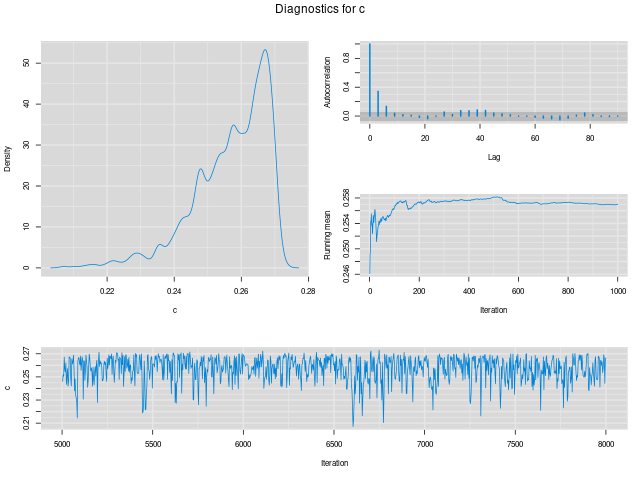 Diagnostics for c
Density
0 10 20 30 40 50
0.22 0.24 0.26 0.28
c
Autocorrelation
0.0 0.4 0.8
0 20 40 60 80
Lag
Running mean
0.246 0.250 0.254 0.258
0 200 400 600 800 1000
Iteration
c
0.21 0.23 0.25 0.27
5000 5500 6000 6500 7000 7500 8000
Iteration